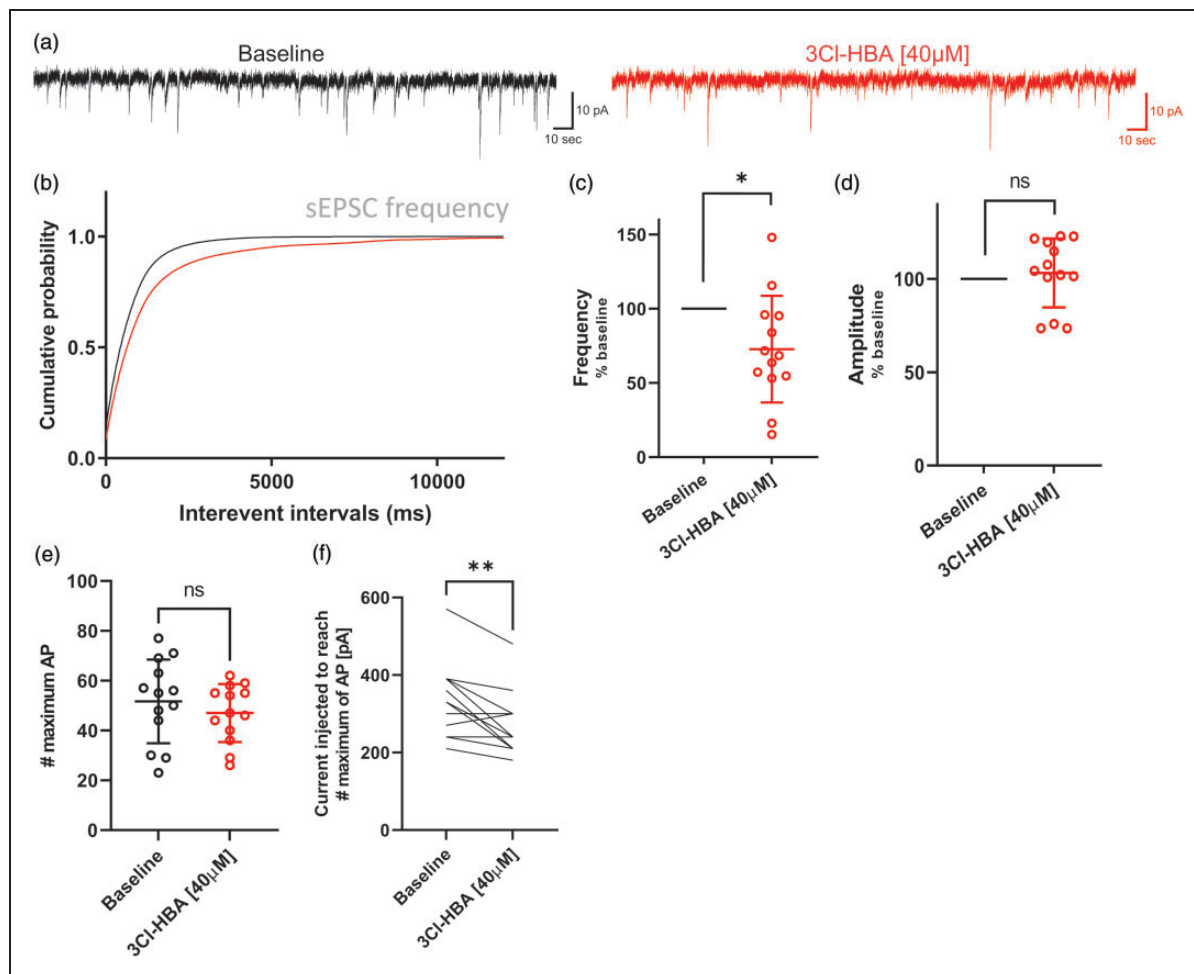 (a)
Baseline
3Cl-HBA [40μM]
10 pA
10 sec
10 pA
10 sec
(b)
sEPSC frequency
1.0
0.5
0.0
Cumulative probability
0
5000
10000
Interevent intervals (ms)
(c)
*
150
100
50
0
Frequency
% baseline
Baseline
3Cl-HBA [40μM]
(d)
ns
100
50
0
Amplitude
% baseline
Baseline
3Cl-HBA [40μM]
(e)
ns
100
80
60
40
20
0
# maximum AP
Baseline
3Cl-HBA [40μM]
(f)
**
600
400
200
0
Current injected to reach
# maximum of AP [pA]
Baseline
3Cl-HBA [40μM]